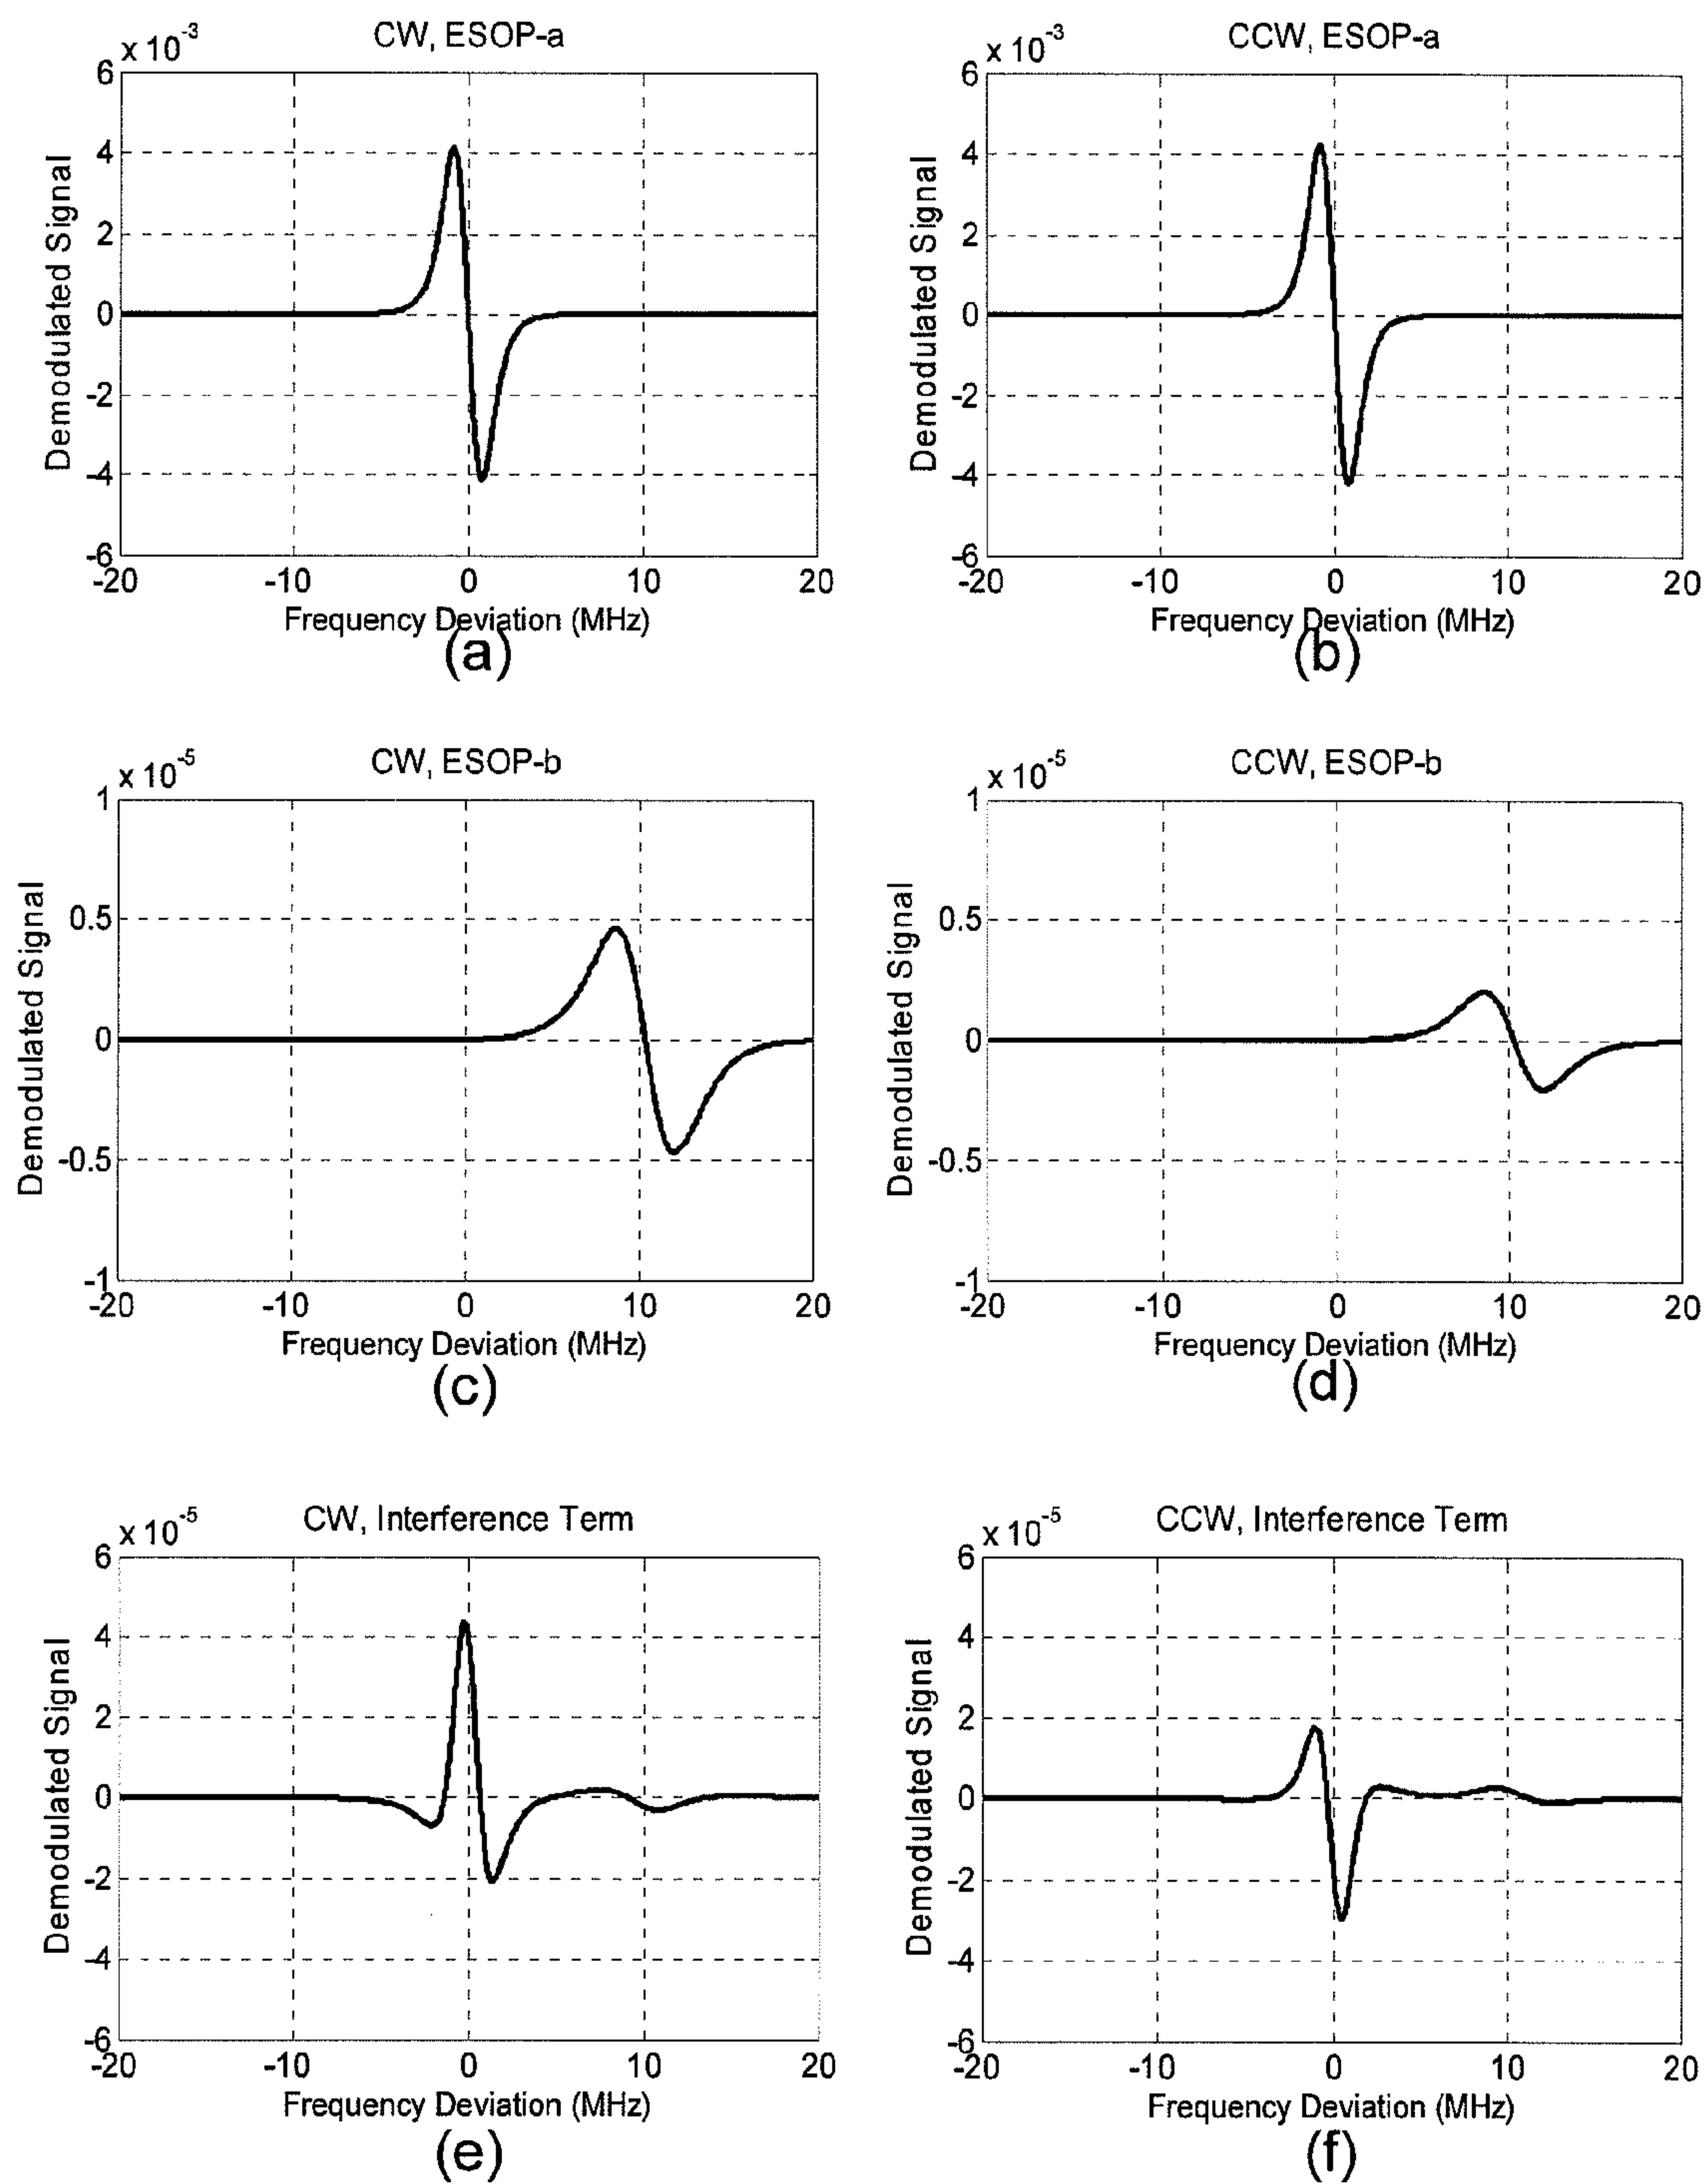 CW, ESOP-a
x 10^-3
6
4
2
0
-2
-4
-6
-20 -10 0 10 20
Demodulated Signal
Frequency Deviation (MHz)
(a)
CCW, ESOP-a
x 10^-3
6
4
2
0
-2
-4
-6
-20 -10 0 10 20
Demodulated Signal
Frequency Deviation (MHz)
(b)
CW, ESOP-b
x 10^-5
1
0.5
0
-0.5
-1
-20 -10 0 10 20
Demodulated Signal
Frequency Deviation (MHz)
(c)
CCW, ESOP-b
x 10^-5
1
0.5
0
-0.5
-1
-20 -10 0 10 20
Demodulated Signal
Frequency Deviation (MHz)
(d)
CW, Interference Term
x 10^-5
6
4
2
0
-2
-4
-6
-20 -10 0 10 20
Demodulated Signal
Frequency Deviation (MHz)
(e)
CCW, Interference Term
x 10^-5
6
4
2
0
-2
-4
-6
-20 -10 0 10 20
Demodulated Signal
Frequency Deviation (MHz)
(f)